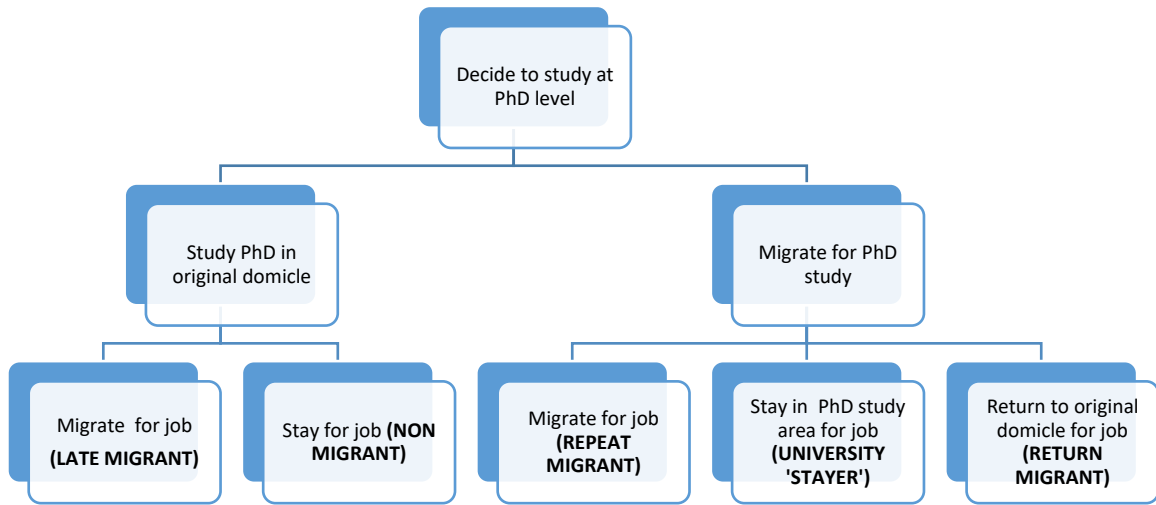 Decide to study at
PhD level
Study PhD in
original domicle
Migrate for PhD
study
Migrate  for job
(LATE MIGRANT)
Stay for job (NON
MIGRANT)
Migrate for job
(REPEAT
MIGRANT)
Stay in  PhD study
area for job
(UNIVERSITY
'STAYER')
Return to original
domicle for job
(RETURN
MIGRANT)